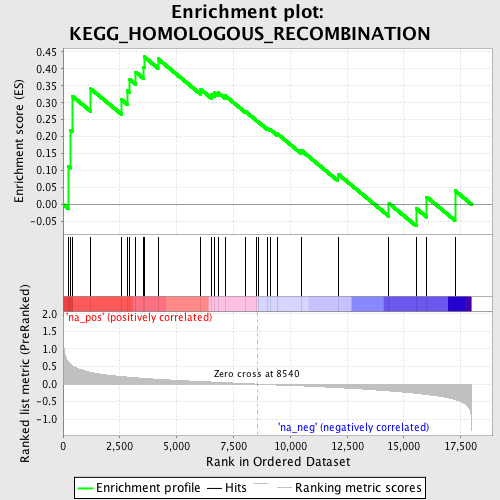 Enrichment plot:
KEGG_HOMOLOGOUS_RECOMBINATION
Enrichment score (ES)
0.45
0.40
0.35
0.30
0.25
0.20
0.15
0.10
0.05
0.00
-0.05
'na_pos' (positively correlated)
Ranked list metric (PreRanked)
2.0
1.5
1.0
0.5
0.0
-0.5
-1.0
Zero cross at 8540
'na_neg' (negatively correlated)
0
2,500
5,000
7,500
10,000
12,500
15,000
17,500
Rank in Ordered Dataset
Enrichment profile
Hits
Ranking metric scores